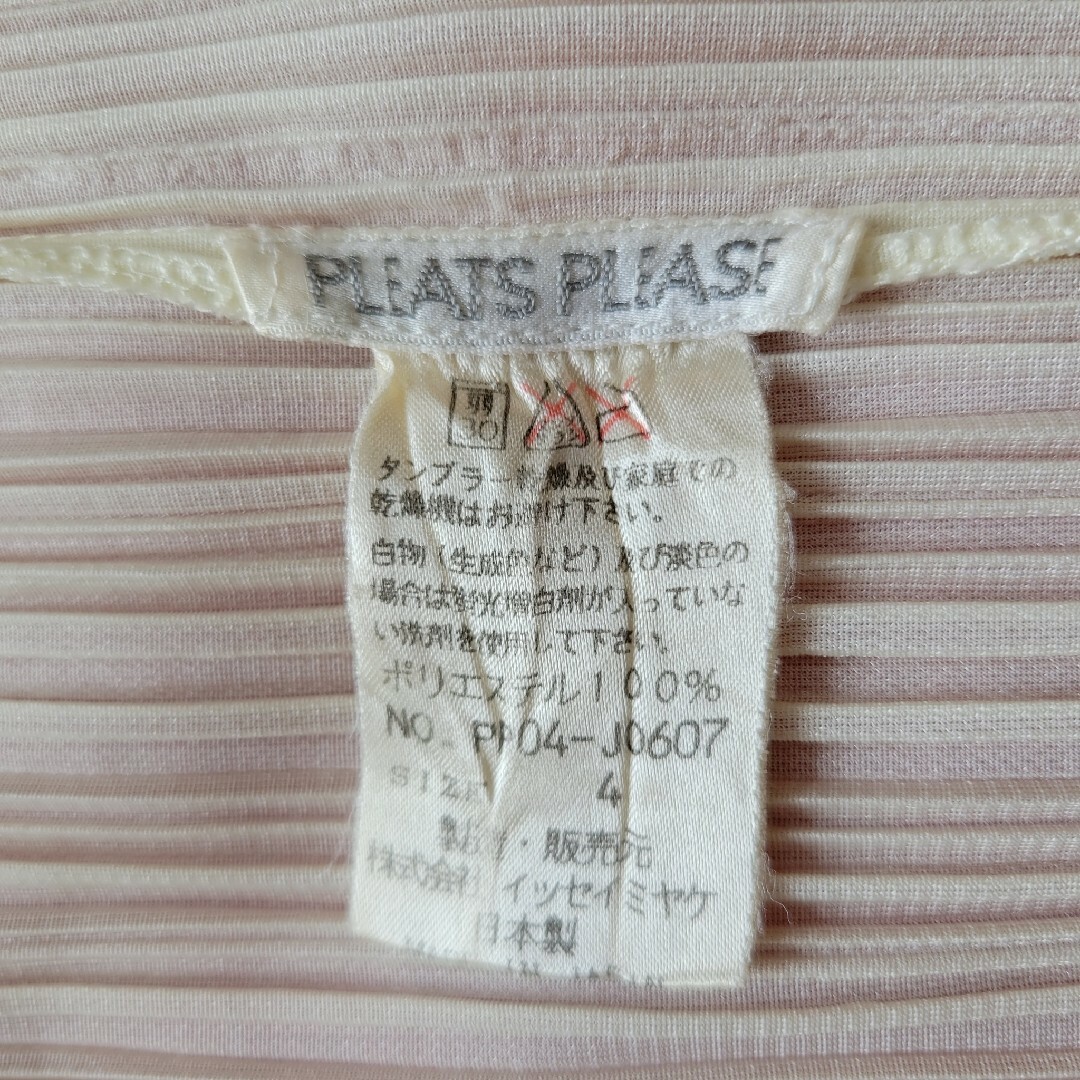 PLEATS PLEASE
弱
30
タンブラー乾燥及び家庭での
乾燥機はお避け下さい。
白物(生成色など)及び淡色の
場合は蛍光増白剤が入っていな
い洗剤を使用して下さい。
ポリエステル100%
NO. PP04-J0607
SIZE 4
製造・販売元
株式会社 イッセイミヤケ
日本製